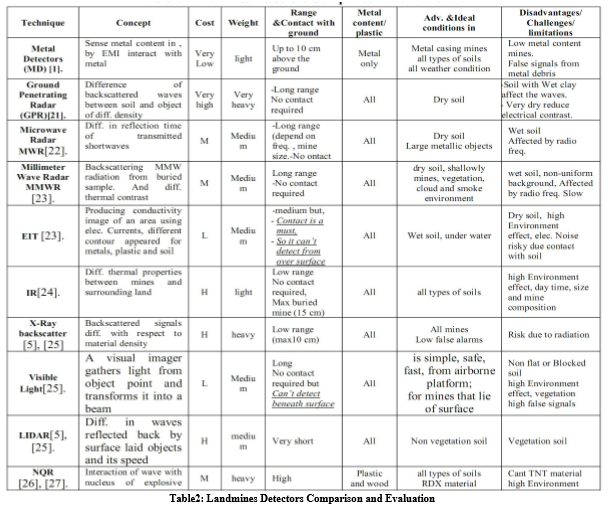 Technique Concept Cost Weight Range &Contact with ground Metal content/ plastic Adv. &Ideal conditions in Disadvantages/ Challenges/ limitations
Metal Detectors (MD) [1]. Sense metal content in , by EMI interact with metal Very Low light Up to 10 cm above the ground Metal only Metal casing mines all types of soils all weather condition Low metal content mines. False signals from metal debris
Ground Penetrating Radar (GPR)[21]. Difference of backscattered waves between soil and object of diff. density Very high Very heavy -Long range No contact required All Dry soil -Soil with Wet clay affect the waves. - Very dry reduce electrical contrast.
Microwave Radar MWR[22]. Diff. in reflection time of transmitted shortwaves M Mediu m -Long range (depend on freq. , mine size.-No ontact All Dry soil Large metallic objects Wet soil Affected by radio freq.
Millimeter Wave Radar MMWR [23]. Backscattering MMW radiation from buried sample. And diff. thermal contrast M Mediu m Long range -No contact required All dry soil, shallowly mines, vegetation, cloud and smoke environment wet soil, non-uniform background, Affected by radio freq. Slow
EIT [23]. Producing conductivity image of an area using elec. Currents, different contour appeared for metals, plastic and soil L Mediu m -medium but, - Contact is a must, - So it can't detect from over surface All Wet soil, under water Dry soil, high Environment effect, elec. Noise risky due contact with soil
IR[24]. Diff. thermal properties between mines and surrounding land H light Low range No contact required, Max buried mine (15 cm) All all types of soils high Environment effect, day time, size and mine composition
X-Ray backscatter [5], [25] Backscattered signals diff. with respect to material density H heavy Low range (max10 cm) All All mines Low false alarms Risk due to radiation
Visible Light[25]. A visual imager gathers light from object point and transforms it into a beam L Mediu m Long No contact required but Can't detect beneath surface All is simple, safe, fast, from airborne platform; for mines that lie of surface Non flat or Blocked soil high Environment effect, vegetation high false signals
LIDAR[5], [25]. Diff. in waves reflected back by surface laid objects and its speed H mediu m Very short All Non vegetation soil Vegetation soil
NQR [26], [27]. Interaction of wave with nucleus of explosive M heavy High Plastic and wood all types of soils RDX material Cant TNT material high Environment
Table2: Landmines Detectors Comparison and Evaluation